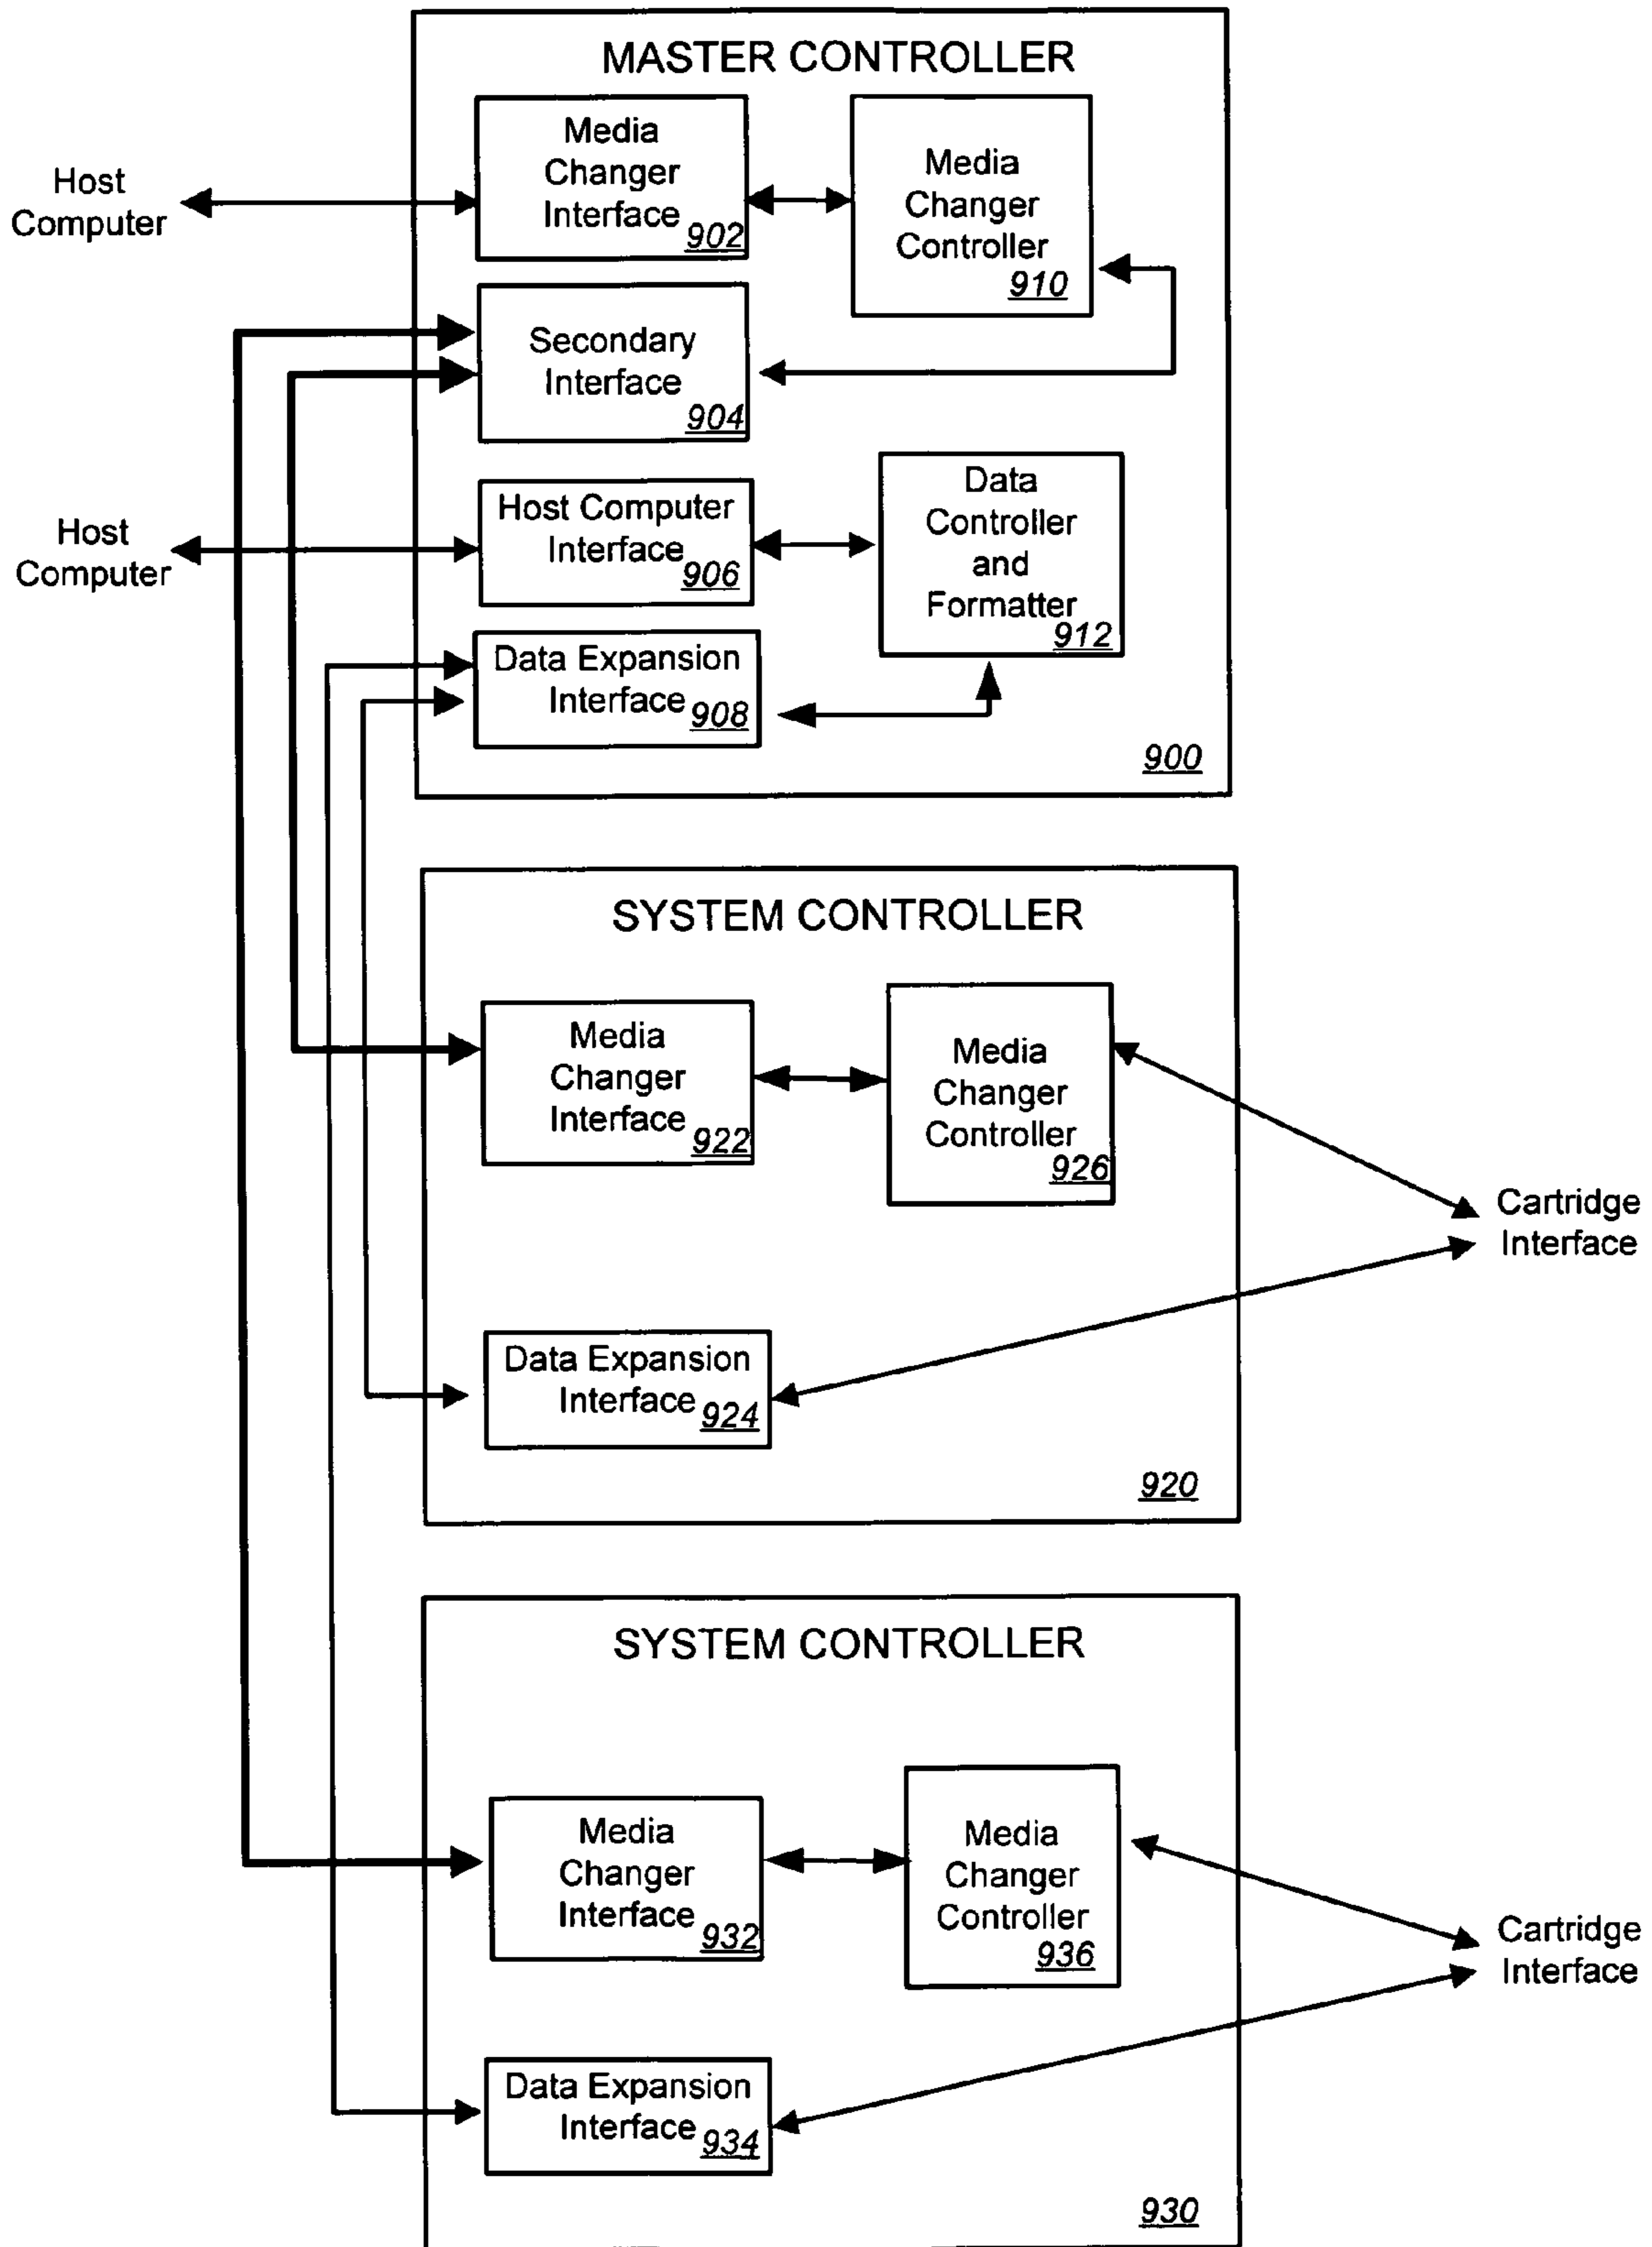 MASTER CONTROLLER
Host
Computer
Media
Changer
Interface
902
Media
Changer
Controller
910
Secondary
Interface
904
Host
Computer
Host Computer
Interface
906
Data
Controller
and
Formatter
912
Data Expansion
Interface
908
900
SYSTEM CONTROLLER
Media
Changer
Interface
922
Media
Changer
Controller
926
Cartridge
Interface
Data Expansion
Interface
924
920
SYSTEM CONTROLLER
Media
Changer
Interface
932
Media
Changer
Controller
936
Cartridge
Interface
Data Expansion
Interface
934
930